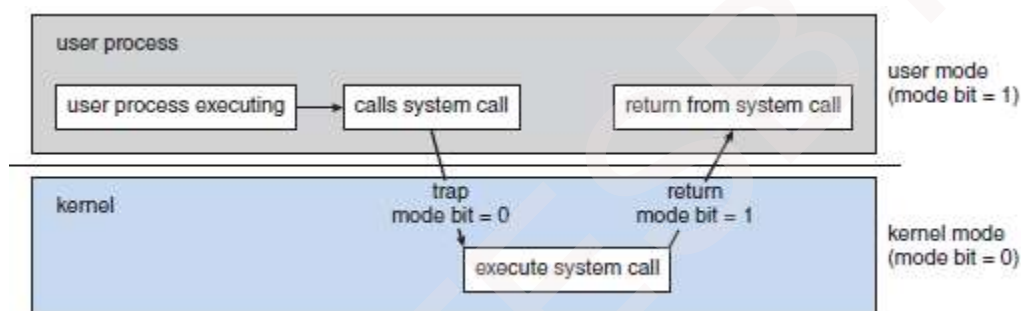 user process
user process executing
calls system call
return from system call
user mode
(mode bit = 1)
kernel
trap
mode bit = 0
return
mode bit = 1
execute system call
kernel mode
(mode bit = 0)